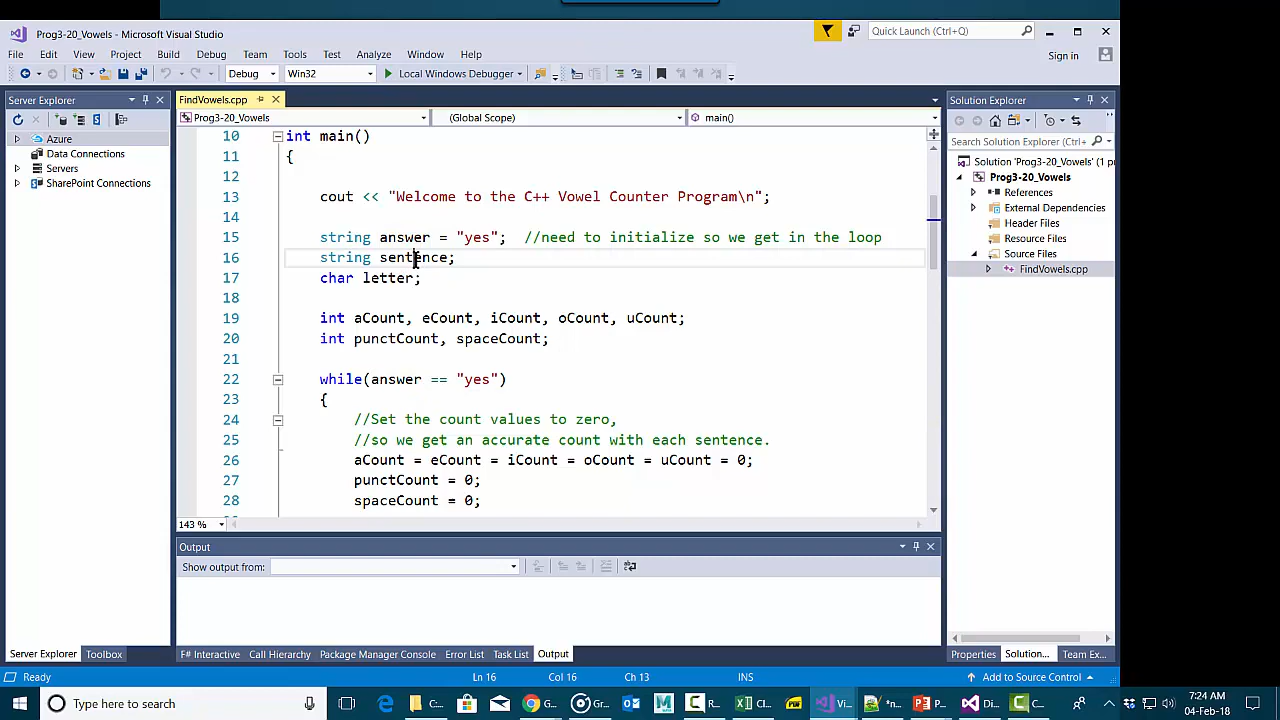 Prog3-20_Vowels - Microsoft Visual Studio
Quick Launch (Ctrl+Q)
File Edit View Project Build Debug Team Tools Test Analyze Window Help
Sign in
Debug Win32 Local Windows Debugger
Server Explorer
Azure
Data Connections
Servers
SharePoint Connections
FindVowels.cpp
Prog3-20_Vowels (Global Scope) main()
10 int main()
11 {
12
13 cout << "Welcome to the C++ Vowel Counter Program\n";
14
15 string answer = "yes"; //need to initialize so we get in the loop
16 string sentence;
17 char letter;
18
19 int aCount, eCount, iCount, oCount, uCount;
20 int punctCount, spaceCount;
21
22 while(answer == "yes")
23 {
24 //Set the count values to zero,
25 //so we get an accurate count with each sentence.
26 aCount = eCount = iCount = oCount = uCount = 0;
27 punctCount = 0;
28 spaceCount = 0;
143 %
Output
Show output from:
Solution Explorer
Search Solution Explorer (Ctrl+
Solution 'Prog3-20_Vowels' (1 p
Prog3-20_Vowels
References
External Dependencies
Header Files
Resource Files
Source Files
FindVowels.cpp
Server Explorer Toolbox
F# Interactive Call Hierarchy Package Manager Console Error List Task List Output
Properties Solution... Team Ex...
Ready Ln 16 Col 16 Ch 13 INS Add to Source Control
Type here to search
C... G... Gr... R... Cl... Vi... *n... P... P... C...
7:24 AM
04-Feb-18